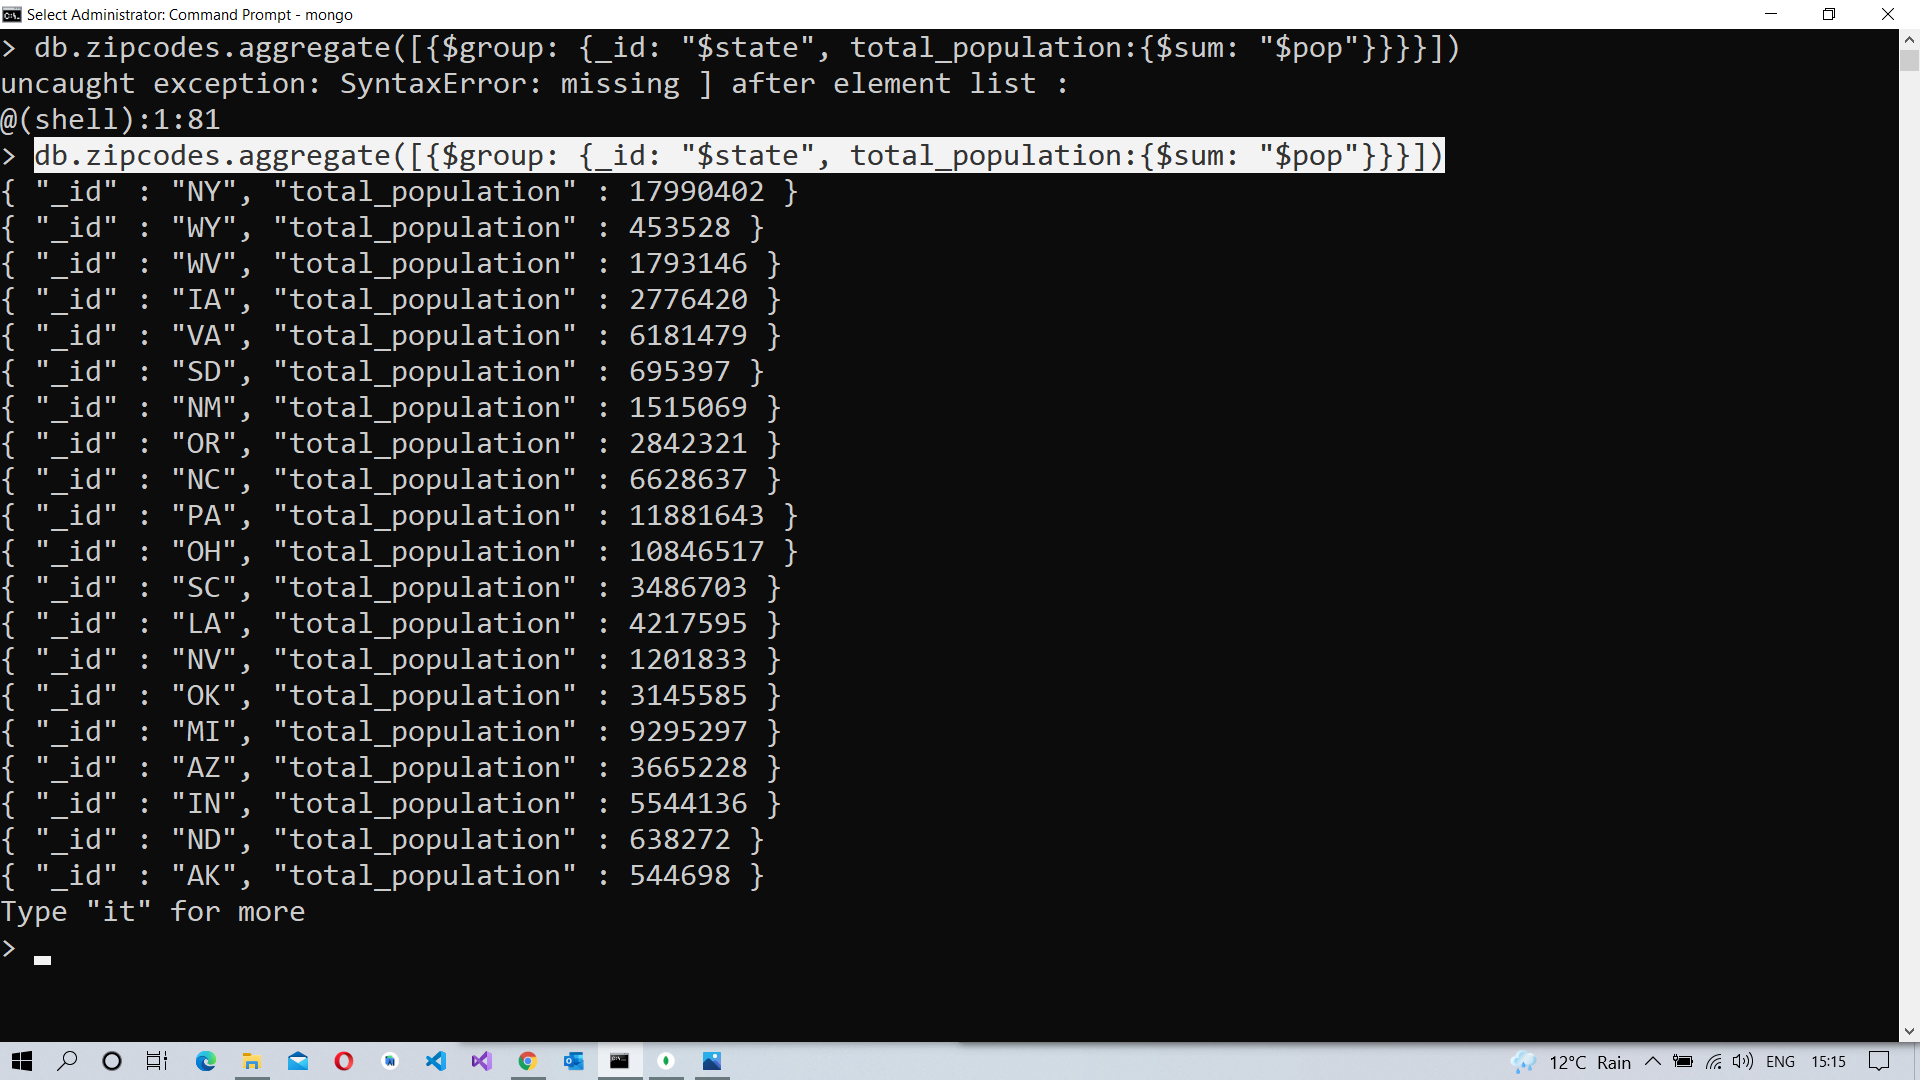 Select Administrator: Command Prompt - mongo
> db.zipcodes.aggregate([{$group: {_id: "$state", total_population:{$sum: "$pop"}}}}])
uncaught exception: SyntaxError: missing ] after element list :
@(shell):1:81
> db.zipcodes.aggregate([{$group: {_id: "$state", total_population:{$sum: "$pop"}}}])
{ "_id" : "NY", "total_population" : 17990402 }
{ "_id" : "WY", "total_population" : 453528 }
{ "_id" : "WV", "total_population" : 1793146 }
{ "_id" : "IA", "total_population" : 2776420 }
{ "_id" : "VA", "total_population" : 6181479 }
{ "_id" : "SD", "total_population" : 695397 }
{ "_id" : "NM", "total_population" : 1515069 }
{ "_id" : "OR", "total_population" : 2842321 }
{ "_id" : "NC", "total_population" : 6628637 }
{ "_id" : "PA", "total_population" : 11881643 }
{ "_id" : "OH", "total_population" : 10846517 }
{ "_id" : "SC", "total_population" : 3486703 }
{ "_id" : "LA", "total_population" : 4217595 }
{ "_id" : "NV", "total_population" : 1201833 }
{ "_id" : "OK", "total_population" : 3145585 }
{ "_id" : "MI", "total_population" : 9295297 }
{ "_id" : "AZ", "total_population" : 3665228 }
{ "_id" : "IN", "total_population" : 5544136 }
{ "_id" : "ND", "total_population" : 638272 }
{ "_id" : "AK", "total_population" : 544698 }
Type "it" for more
>
12°C Rain ENG 15:15